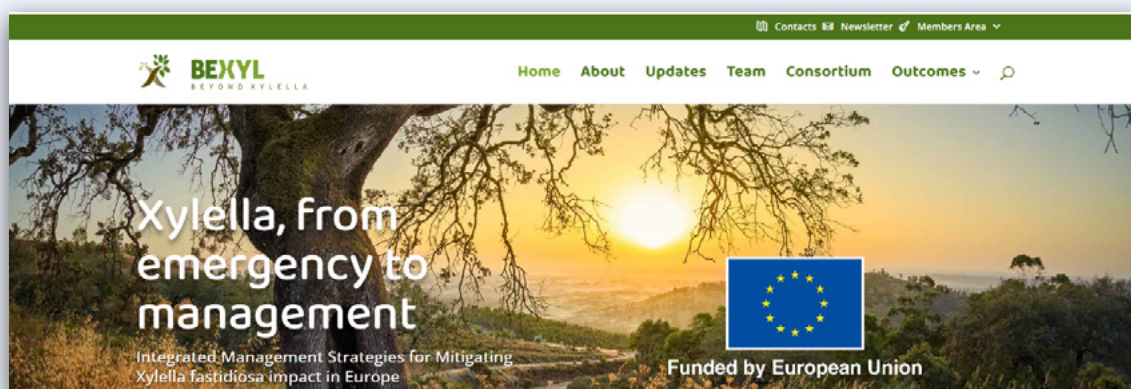 Contacts Newsletter Members Area
BEXYL
BEYOND XYLELLA
Home About Updates Team Consortium Outcomes
Xylella, from
emergency to
management
Integrated Management Strategies for Mitigating
Xylella fastidiosa impact in Europe
Funded by European Union